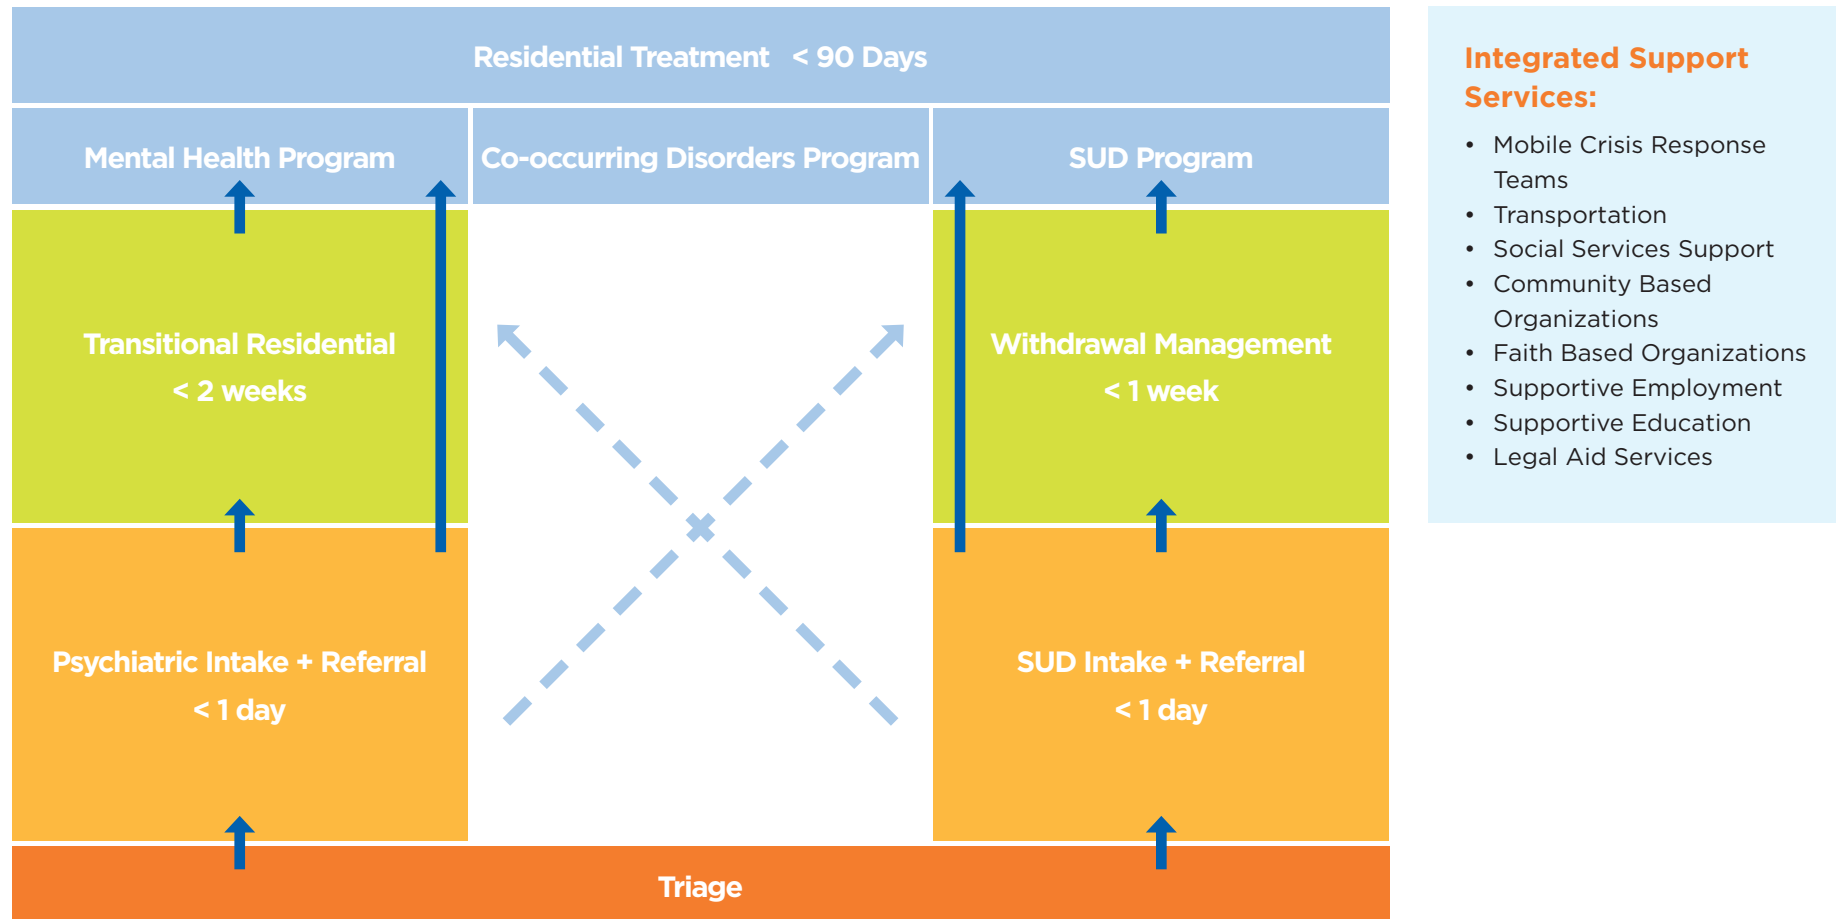 Residential Treatment < 90 Days
Mental Health Program
Co-occurring Disorders Program
SUD Program
Transitional Residential
< 2 weeks
Withdrawal Management
< 1 week
Psychiatric Intake + Referral
< 1 day
SUD Intake + Referral
< 1 day
Triage
Integrated Support
Services:
• Mobile Crisis Response
Teams
• Transportation
• Social Services Support
• Community Based
Organizations
• Faith Based Organizations
• Supportive Employment
• Supportive Education
• Legal Aid Services